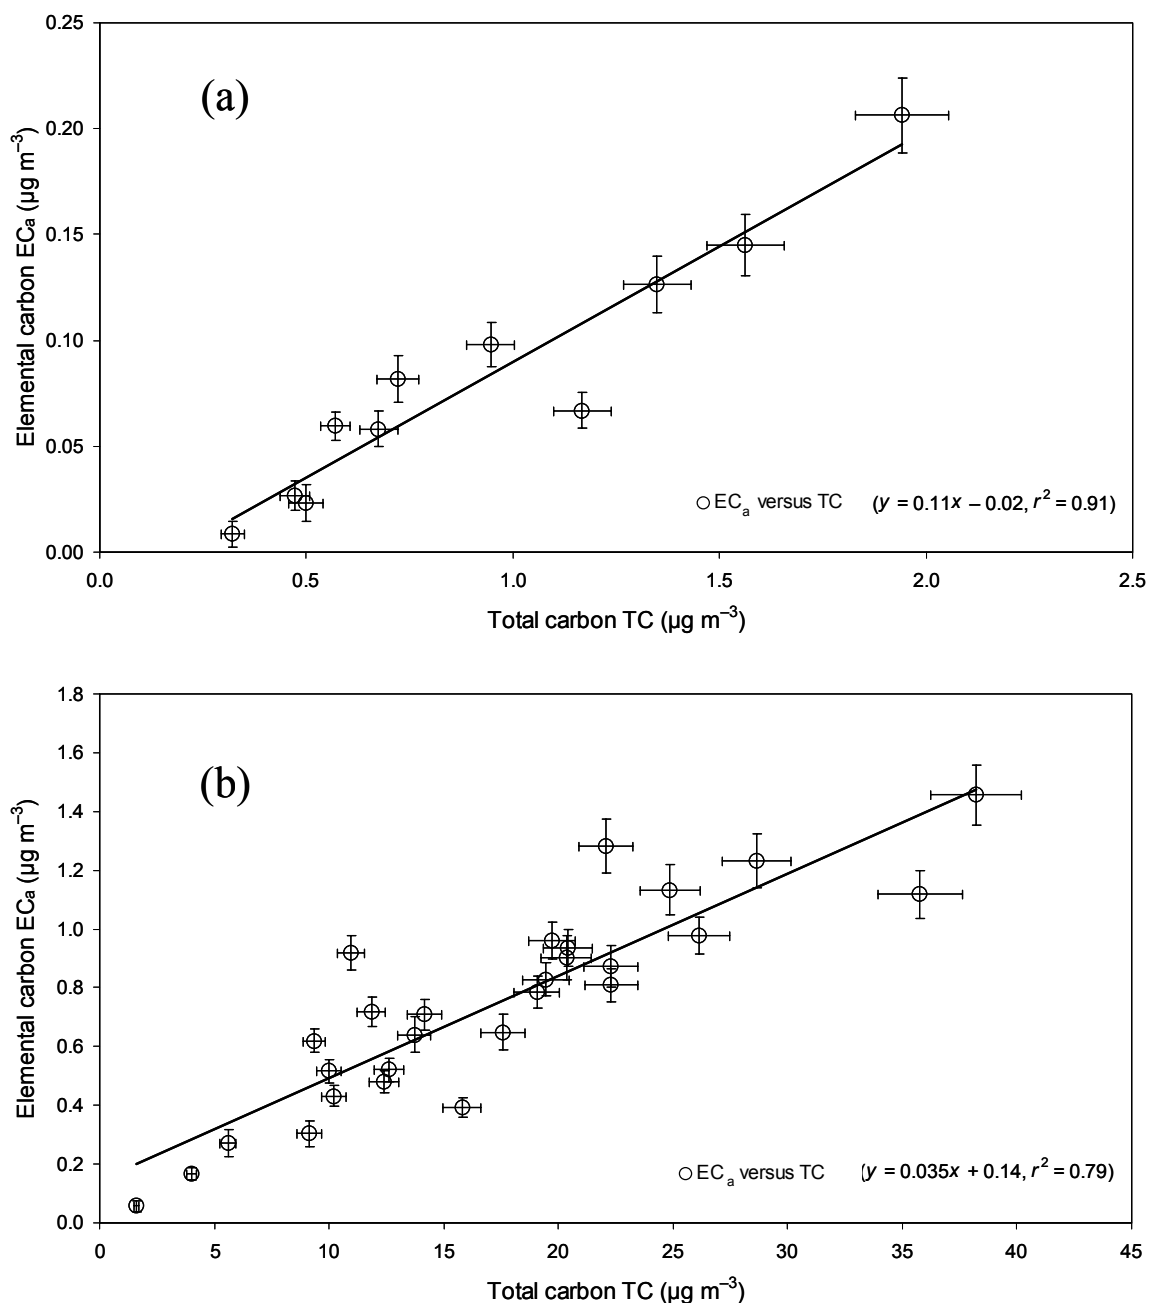 0.25
0.20
0.15
0.10
0.05
0.00
Elemental carbon ECa (µg m–3)
(a)
ECa versus TC (y = 0.11x – 0.02, r2 = 0.91)
0.0 0.5 1.0 1.5 2.0 2.5
Total carbon TC (µg m–3)
1.8
1.6
1.4
1.2
1.0
0.8
0.6
0.4
0.2
0.0
Elemental carbon ECa (µg m–3)
(b)
ECa versus TC (y = 0.035x + 0.14, r2 = 0.79)
0 5 10 15 20 25 30 35 40 45
Total carbon TC (µg m–3)